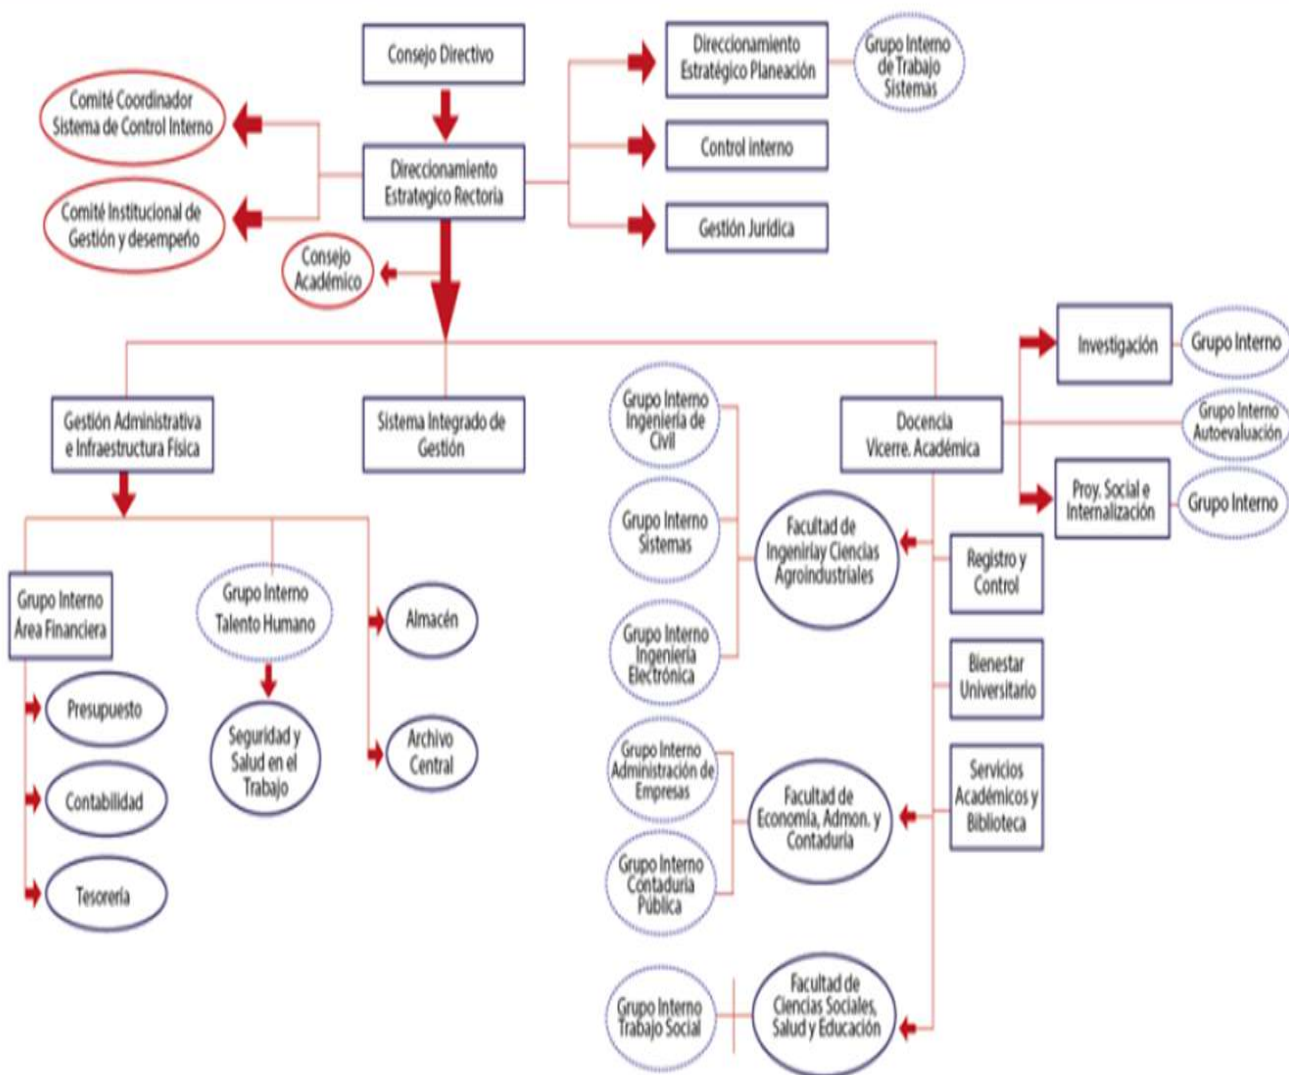 Consejo Directivo
Direccionamiento
Estratégico Planeación
Grupo Interno
de Trabajo
Sistemas
Comité Coordinador
Sistema de Control Interno
Control interno
Direccionamiento
Estrategico Rectoria
Comité Institucional de
Gestión y desempeño
Gestión Jurídica
Consejo
Académico
Investigación
Grupo Interno
Gestión Administrativa
e Infraestructura Física
Sistema Integrado de
Gestión
Grupo Interno
Ingeniería de
Civil
Docencia
Vicerre. Académica
Grupo Interno
Autoevaluación
Proy. Social e
Internalización
Grupo Interno
Grupo Interno
Sistemas
Facultad de
Ingeniríay Ciencias
Agroindustriales
Registro y
Control
Grupo Interno
Área Financiera
Grupo Interno
Talento Humano
Almacén
Grupo Interno
Ingeniería
Electrónica
Bienestar
Universitario
Presupuesto
Seguridad y
Salud en el
Trabajo
Archivo
Central
Grupo Interno
Administración de
Empresas
Facultad de
Economía, Admon. y
Contaduría
Servicios
Académicos y
Biblioteca
Contabilidad
Grupo Interno
Contaduría
Pública
Tesorería
Grupo Interno
Trabajo Social
Facultad de
Ciencias Sociales,
Salud y Educación